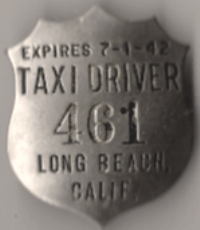 EXPIRES 7-1-42
TAXI DRIVER
461
LONG BEACH,
CALIF.